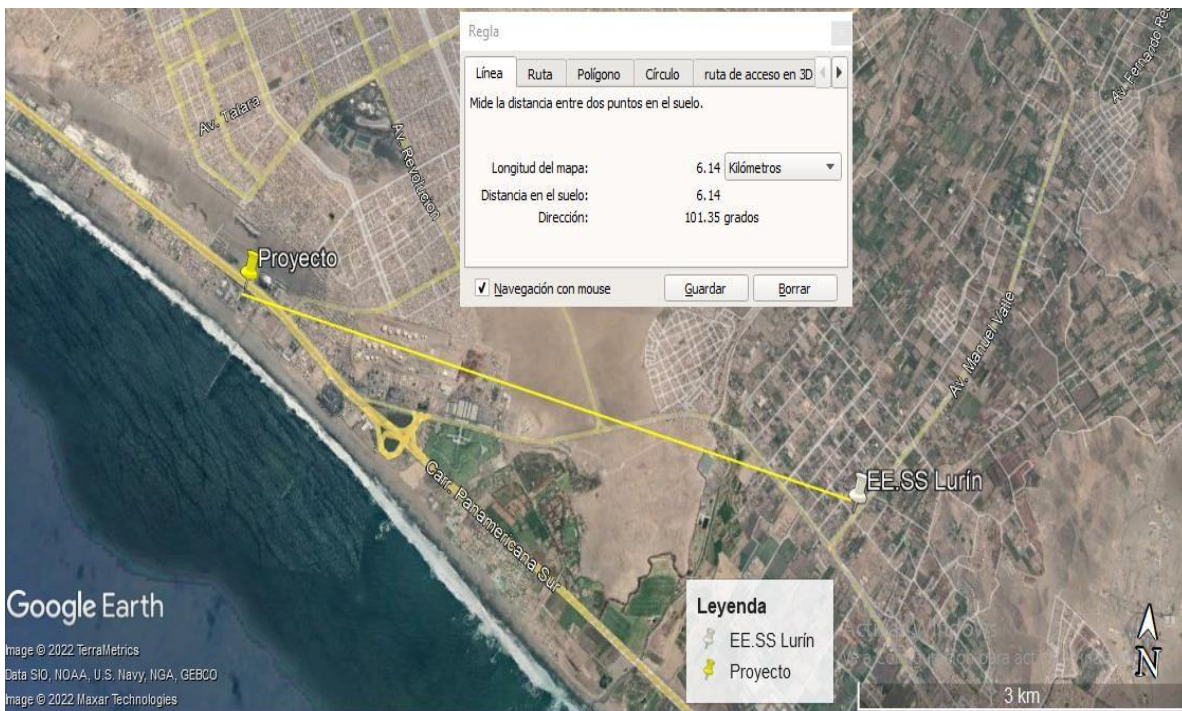 Regla
Línea Ruta Polígono Círculo ruta de acceso en 3D
Mide la distancia entre dos puntos en el suelo.
Longitud del mapa: 6.14 Kilómetros
Distancia en el suelo: 6.14
Dirección: 101.35 grados
Navegación con mouse Guardar Borrar
Av. Talara
Av. Revolucion
Av. Fernando
Proyecto
Av. Manuel Valle
EE.SS Lurín
Carr. Panamericana Sur
Google Earth
Image © 2022 TerraMetrics
Data SIO, NOAA, U.S. Navy, NGA, GEBCO
Image © 2022 Maxar Technologies
Leyenda
EE.SS Lurín
Proyecto
N
3 km